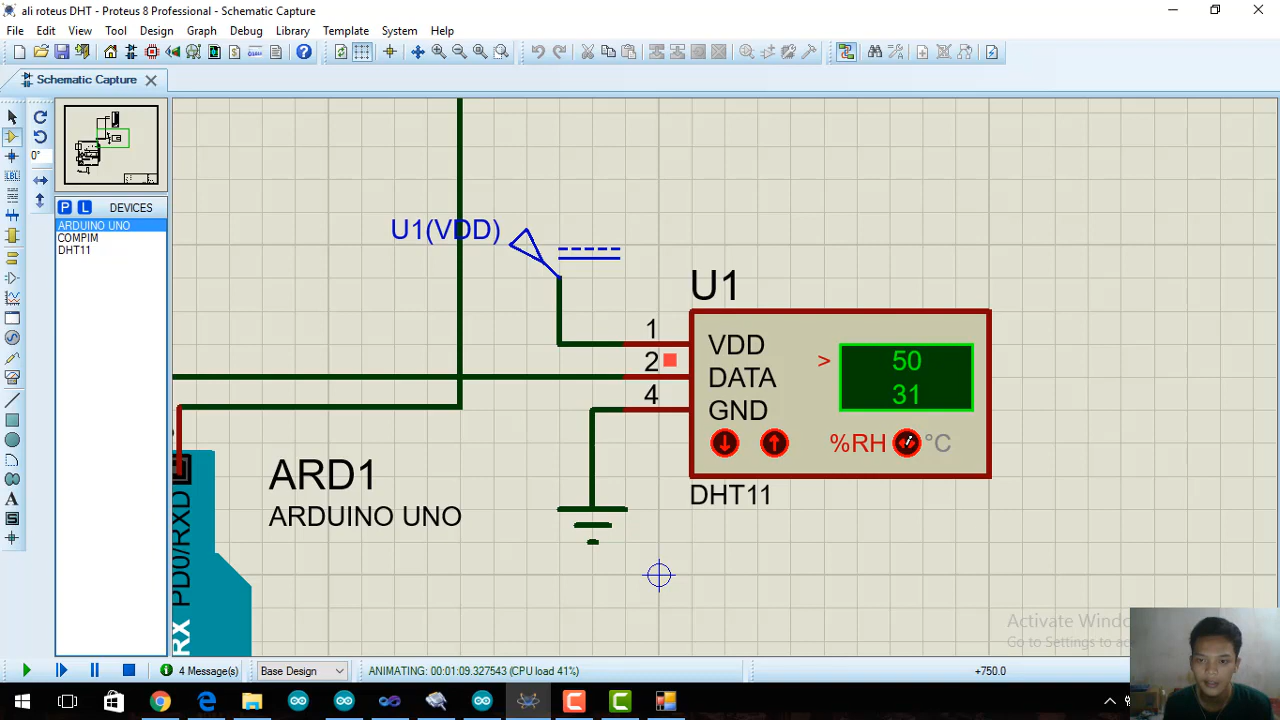 ali roteus DHT - Proteus 8 Professional - Schematic Capture
File Edit View Tool Design Graph Debug Library Template System Help
Schematic Capture
0°
P L DEVICES
ARDUINO UNO
COMPIM
DHT11
U1(VDD)
U1
1 VDD > 50
2 DATA 31
4 GND
%RH °C
DHT11
ARD1
ARDUINO UNO
PD0/RXD
RX
Activate Windo
Go to Settings to ac
4 Message(s) Base Design ANIMATING: 00:01:09.327543 (CPU load 41%) +750.0